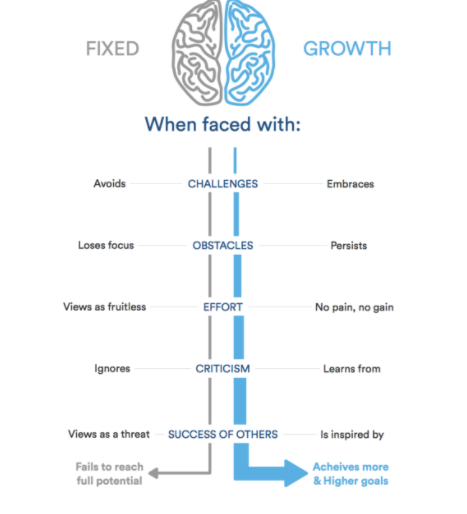 FIXED GROWTH
When faced with:
Avoids CHALLENGES Embraces
Loses focus OBSTACLES Persists
Views as fruitless EFFORT No pain, no gain
Ignores CRITICISM Learns from
Views as a threat SUCCESS OF OTHERS Is inspired by
Fails to reach
full potential
Acheives more
& Higher goals